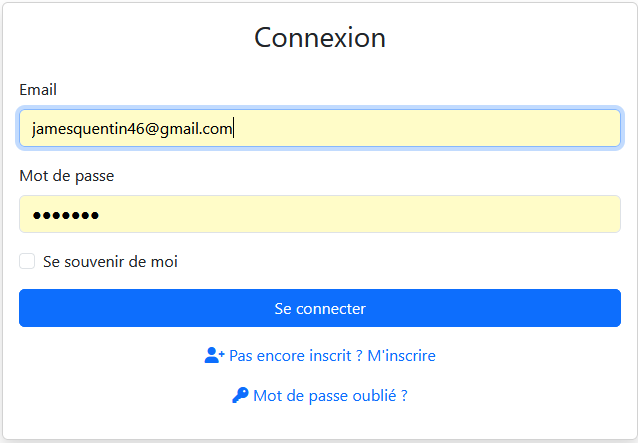 Connexion
Email
jamesquentin46@gmail.com
Mot de passe
●●●●●●●
Se souvenir de moi
Se connecter
Pas encore inscrit ? M'inscrire
Mot de passe oublié ?